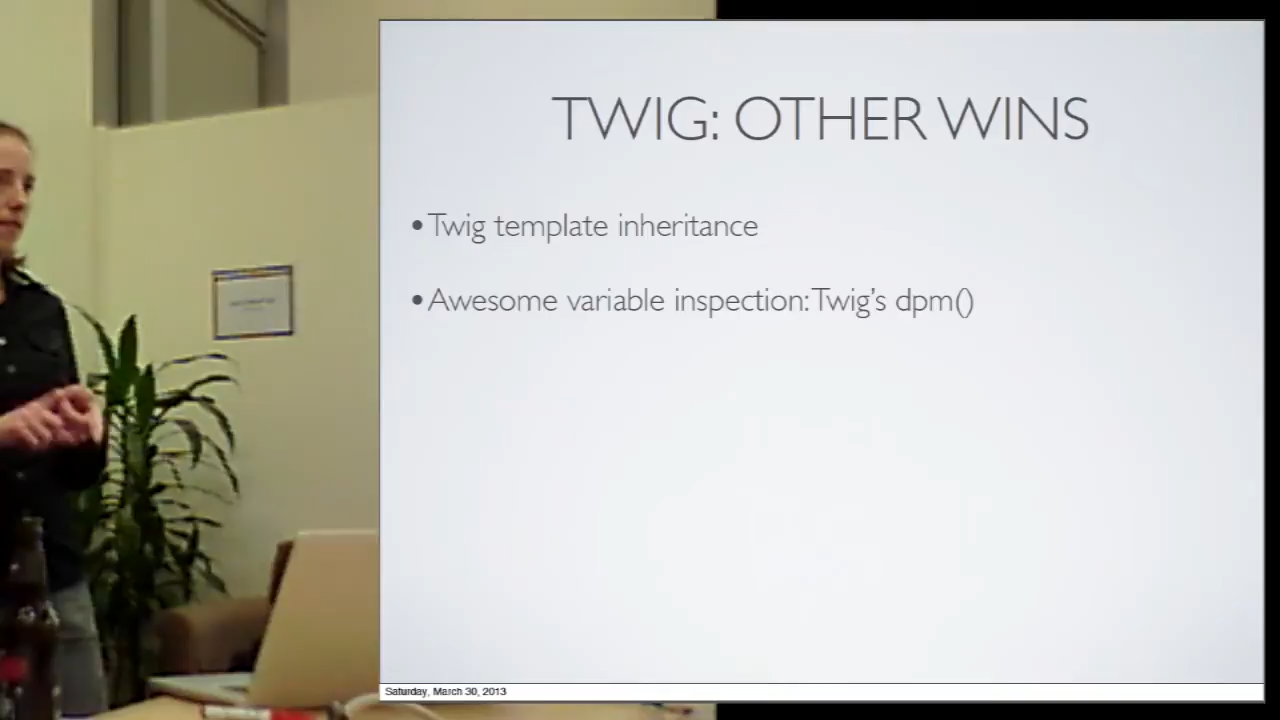 TWIG: OTHER WINS
•Twig template inheritance
•Awesome variable inspection: Twig's dpm()
Saturday, March 30, 2013